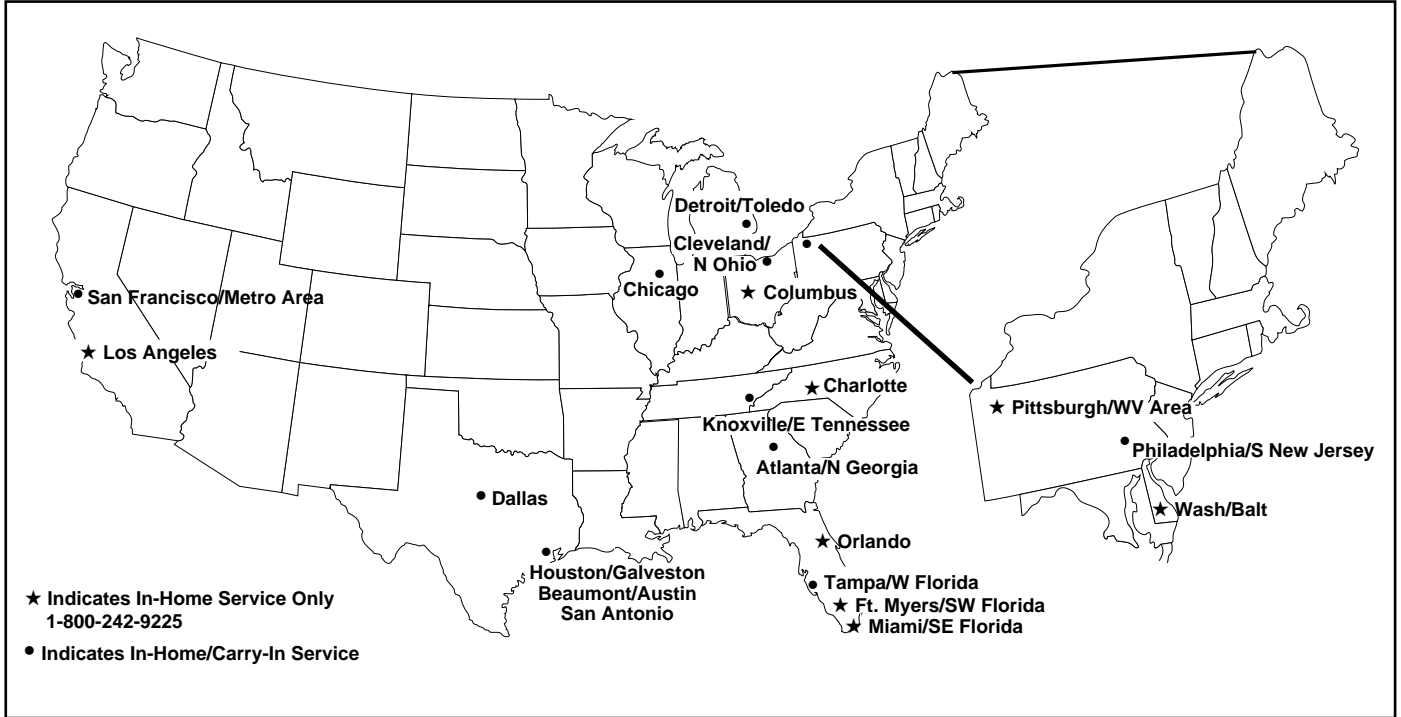 Detroit/Toledo
Cleveland/
N Ohio
Chicago
Columbus
San Francisco/Metro Area
Los Angeles
Charlotte
Knoxville/E Tennessee
Atlanta/N Georgia
Pittsburgh/WV Area
Philadelphia/S New Jersey
Wash/Balt
Dallas
Houston/Galveston
Beaumont/Austin
San Antonio
Orlando
Tampa/W Florida
Ft. Myers/SW Florida
Miami/SE Florida
★ Indicates In-Home Service Only
1-800-242-9225
● Indicates In-Home/Carry-In Service